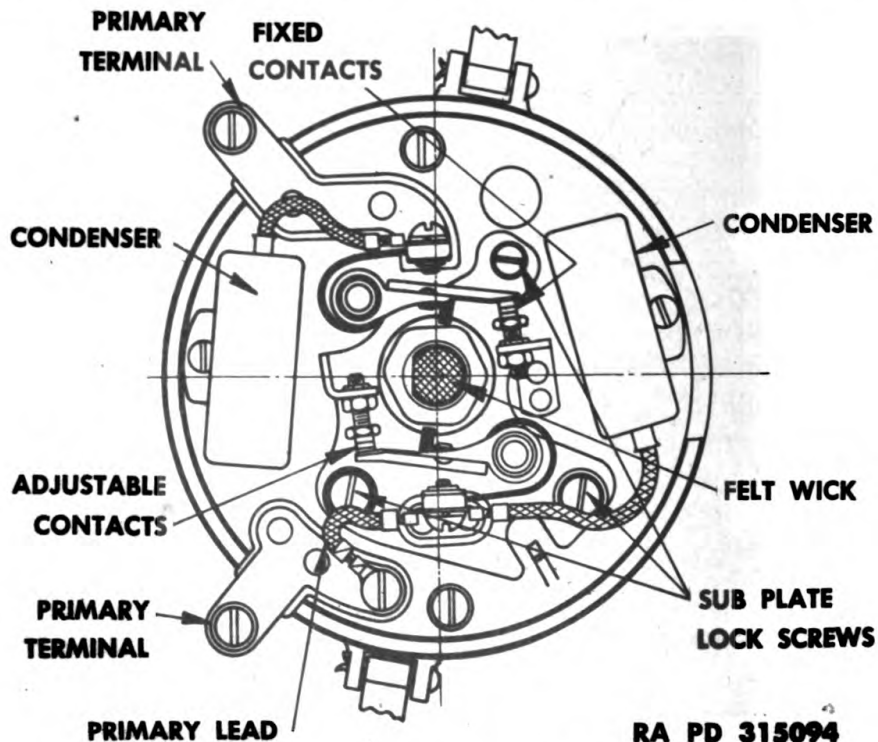 PRIMARY
TERMINAL
FIXED
CONTACTS
CONDENSER
CONDENSER
ADJUSTABLE
CONTACTS
FELT WICK
PRIMARY
TERMINAL
SUB PLATE
LOCK SCREWS
PRIMARY LEAD
RA PD 315094